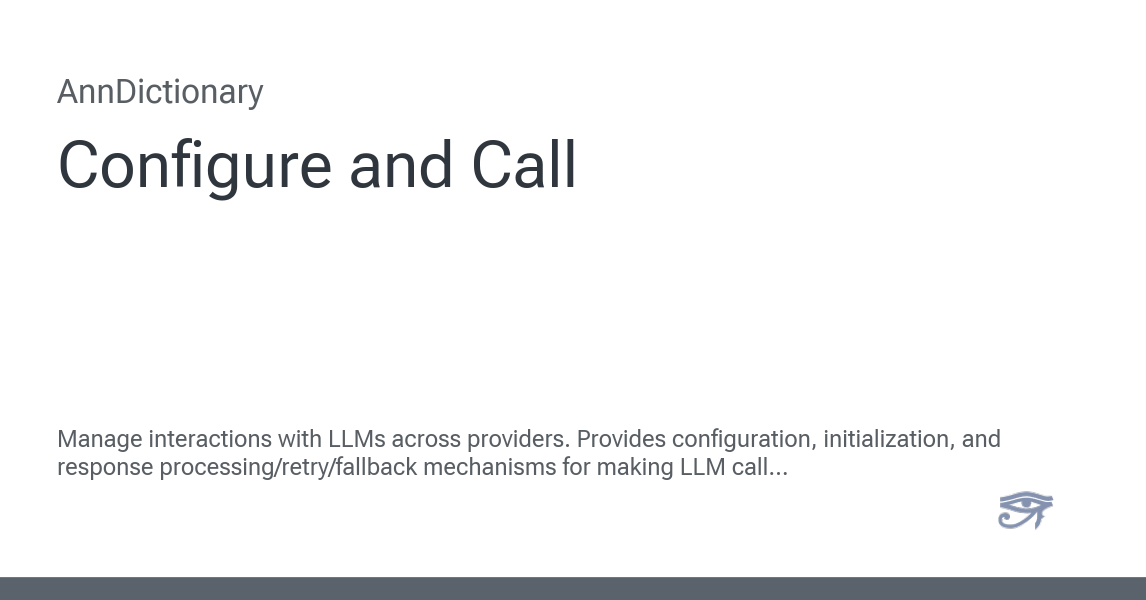 AnnDictionary
Configure and Call
Manage interactions with LLMs across providers. Provides configuration, initialization, and
response processing/retry/fallback mechanisms for making LLM call...